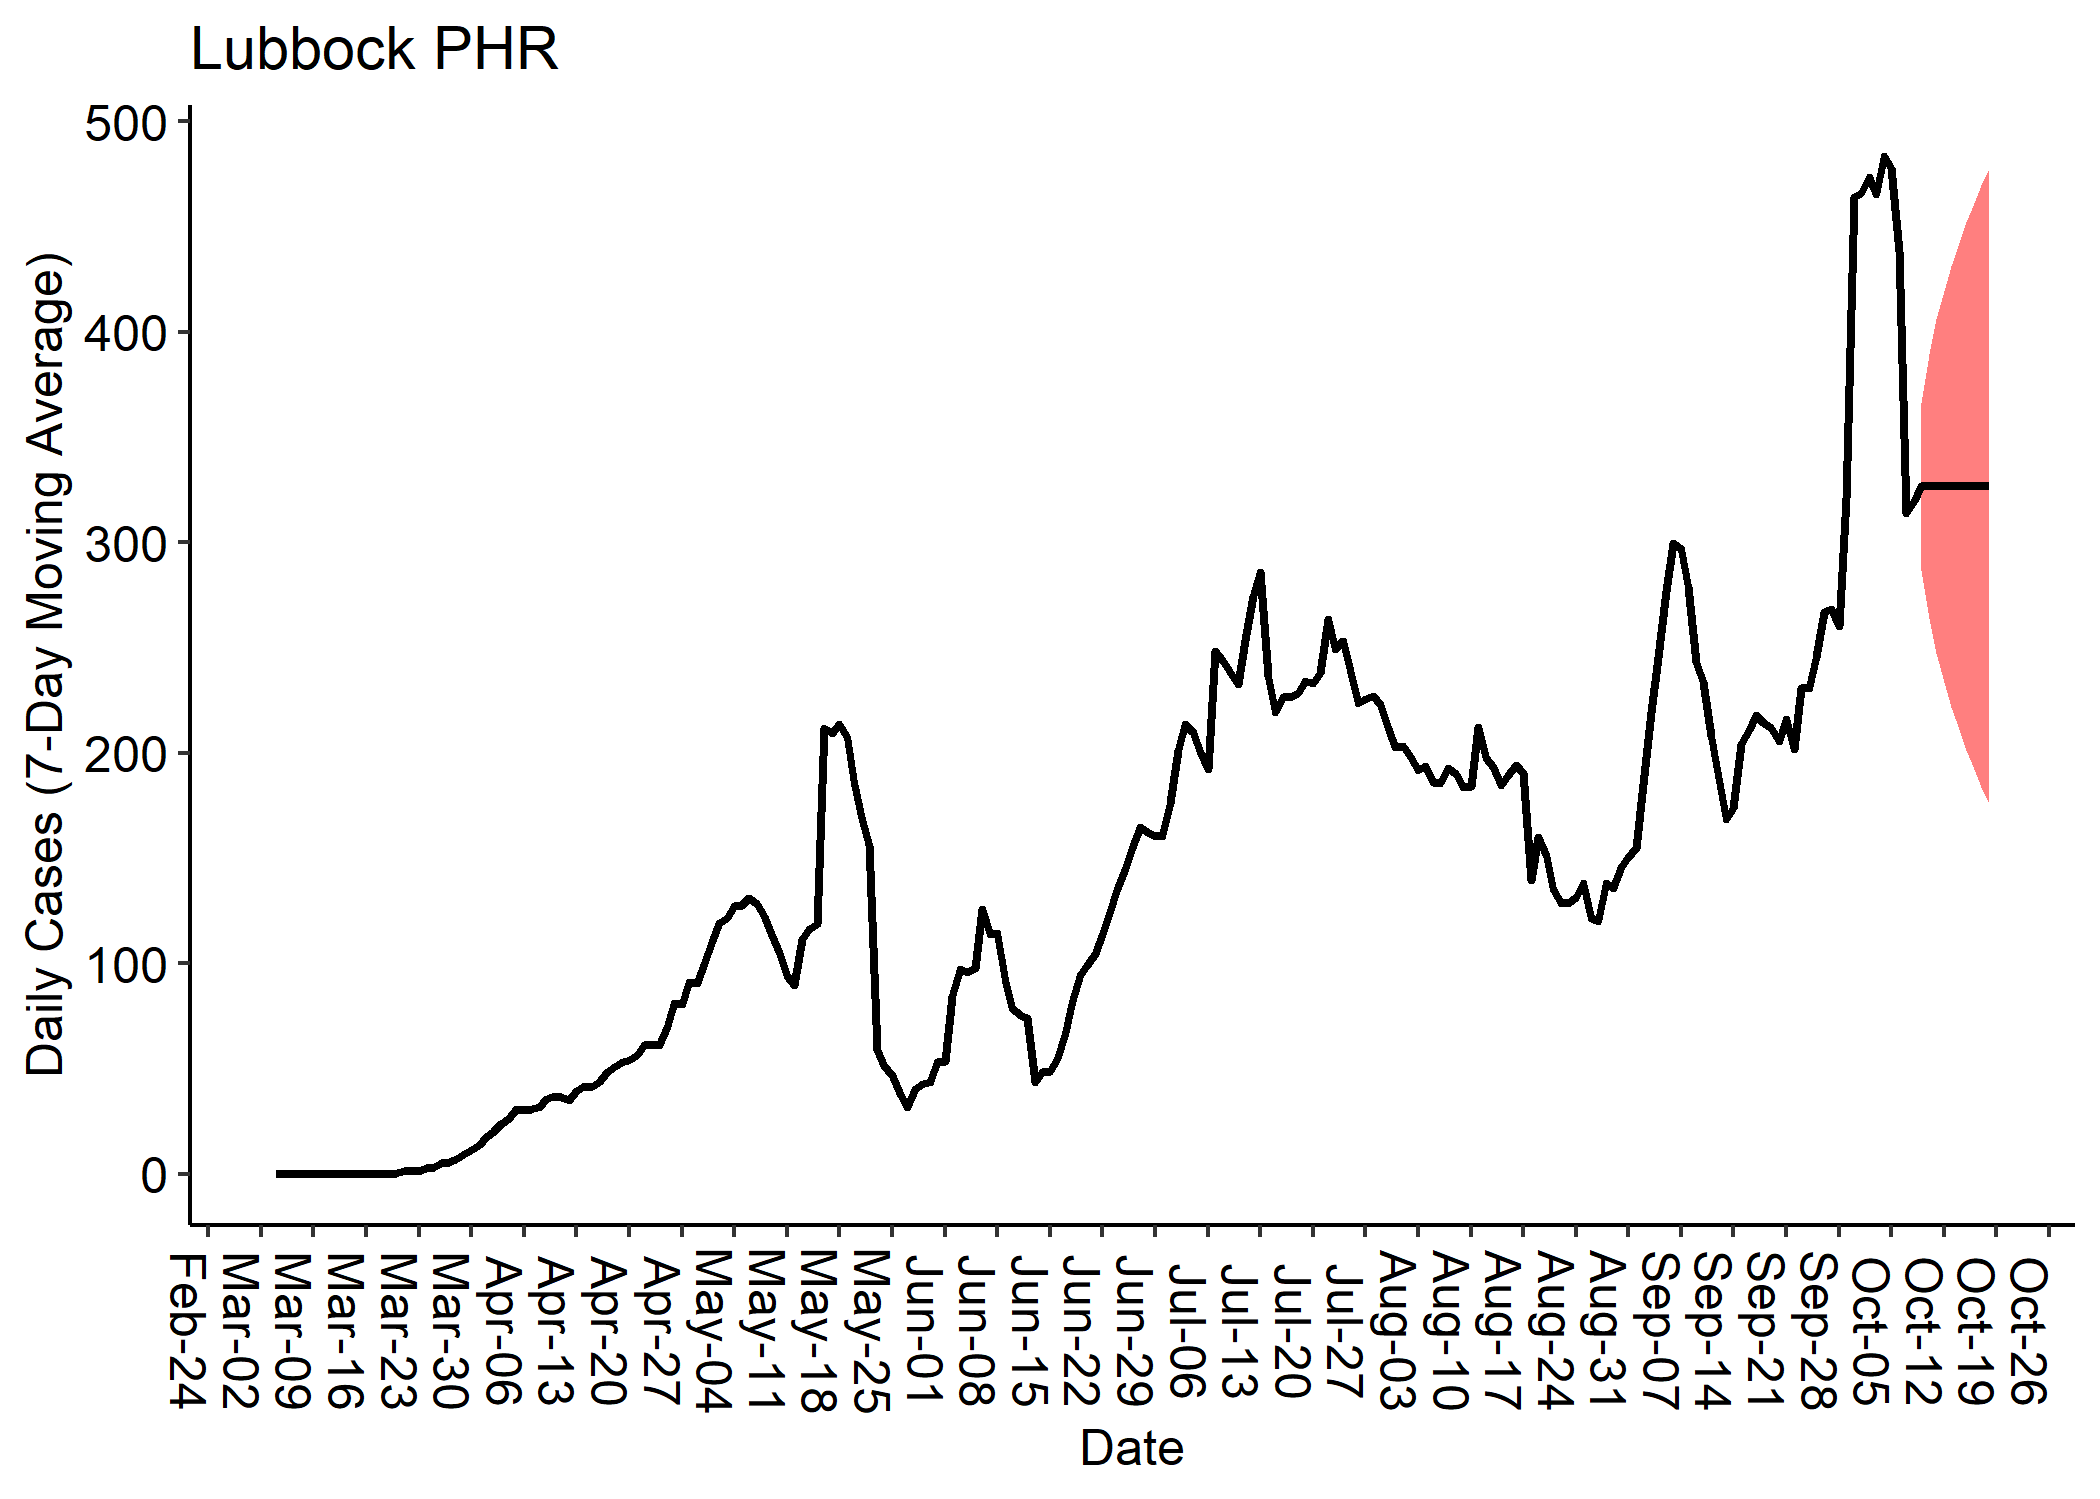 Lubbock PHR
Daily Cases (7-Day Moving Average)
500
400
300
200
100
0
Feb-24
Mar-02
Mar-09
Mar-16
Mar-23
Mar-30
Apr-06
Apr-13
Apr-20
Apr-27
May-04
May-11
May-18
May-25
Jun-01
Jun-08
Jun-15
Jun-22
Jun-29
Jul-06
Jul-13
Jul-20
Jul-27
Aug-03
Aug-10
Aug-17
Aug-24
Aug-31
Sep-07
Sep-14
Sep-21
Sep-28
Oct-05
Oct-12
Oct-19
Oct-26
Date